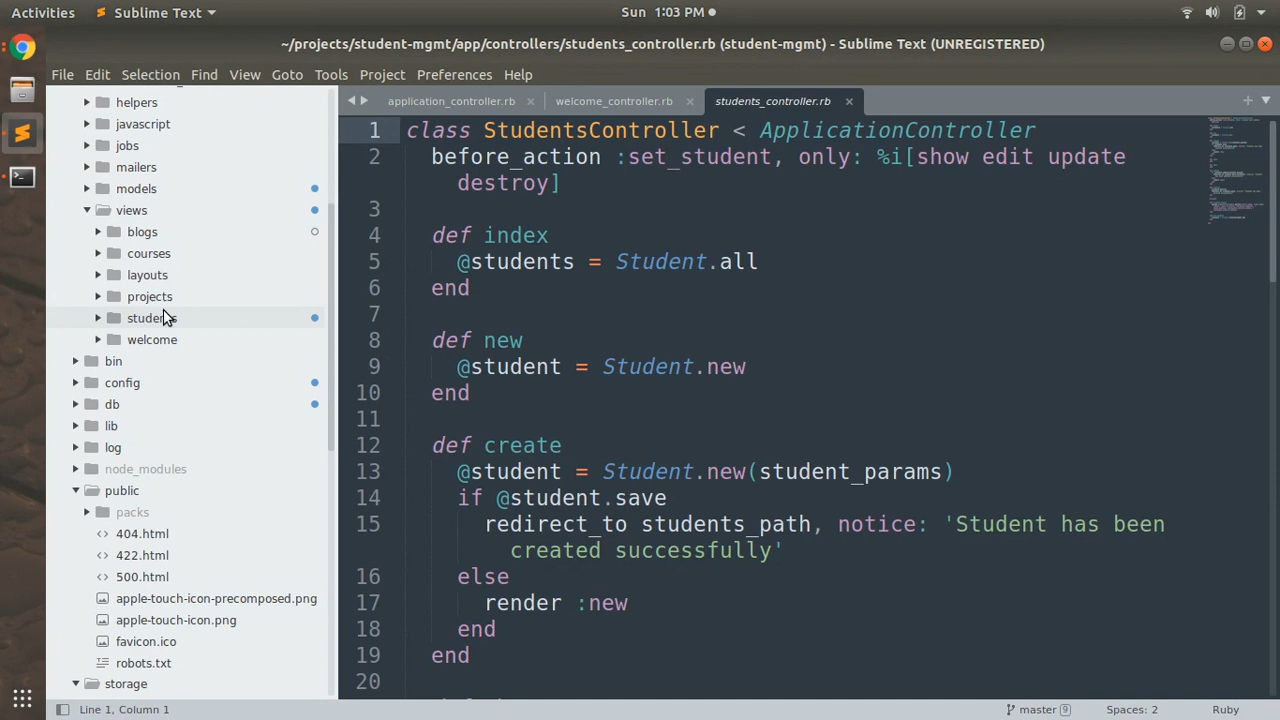 Activities Sublime Text Sun 1:03 PM
~/projects/student-mgmt/app/controllers/students_controller.rb (student-mgmt) - Sublime Text (UNREGISTERED)
File Edit Selection Find View Goto Tools Project Preferences Help
helpers
javascript
jobs
mailers
models
views
blogs
courses
layouts
projects
students
welcome
bin
config
db
lib
log
node_modules
public
packs
404.html
422.html
500.html
apple-touch-icon-precomposed.png
apple-touch-icon.png
favicon.ico
robots.txt
storage
application_controller.rb welcome_controller.rb students_controller.rb
1 class StudentsController < ApplicationController
2 before_action :set_student, only: %i[show edit update
destroy]
3
4 def index
5 @students = Student.all
6 end
7
8 def new
9 @student = Student.new
10 end
11
12 def create
13 @student = Student.new(student_params)
14 if @student.save
15 redirect_to students_path, notice: 'Student has been
created successfully'
16 else
17 render :new
18 end
19 end
20
Line 1, Column 1 master 9 Spaces: 2 Ruby